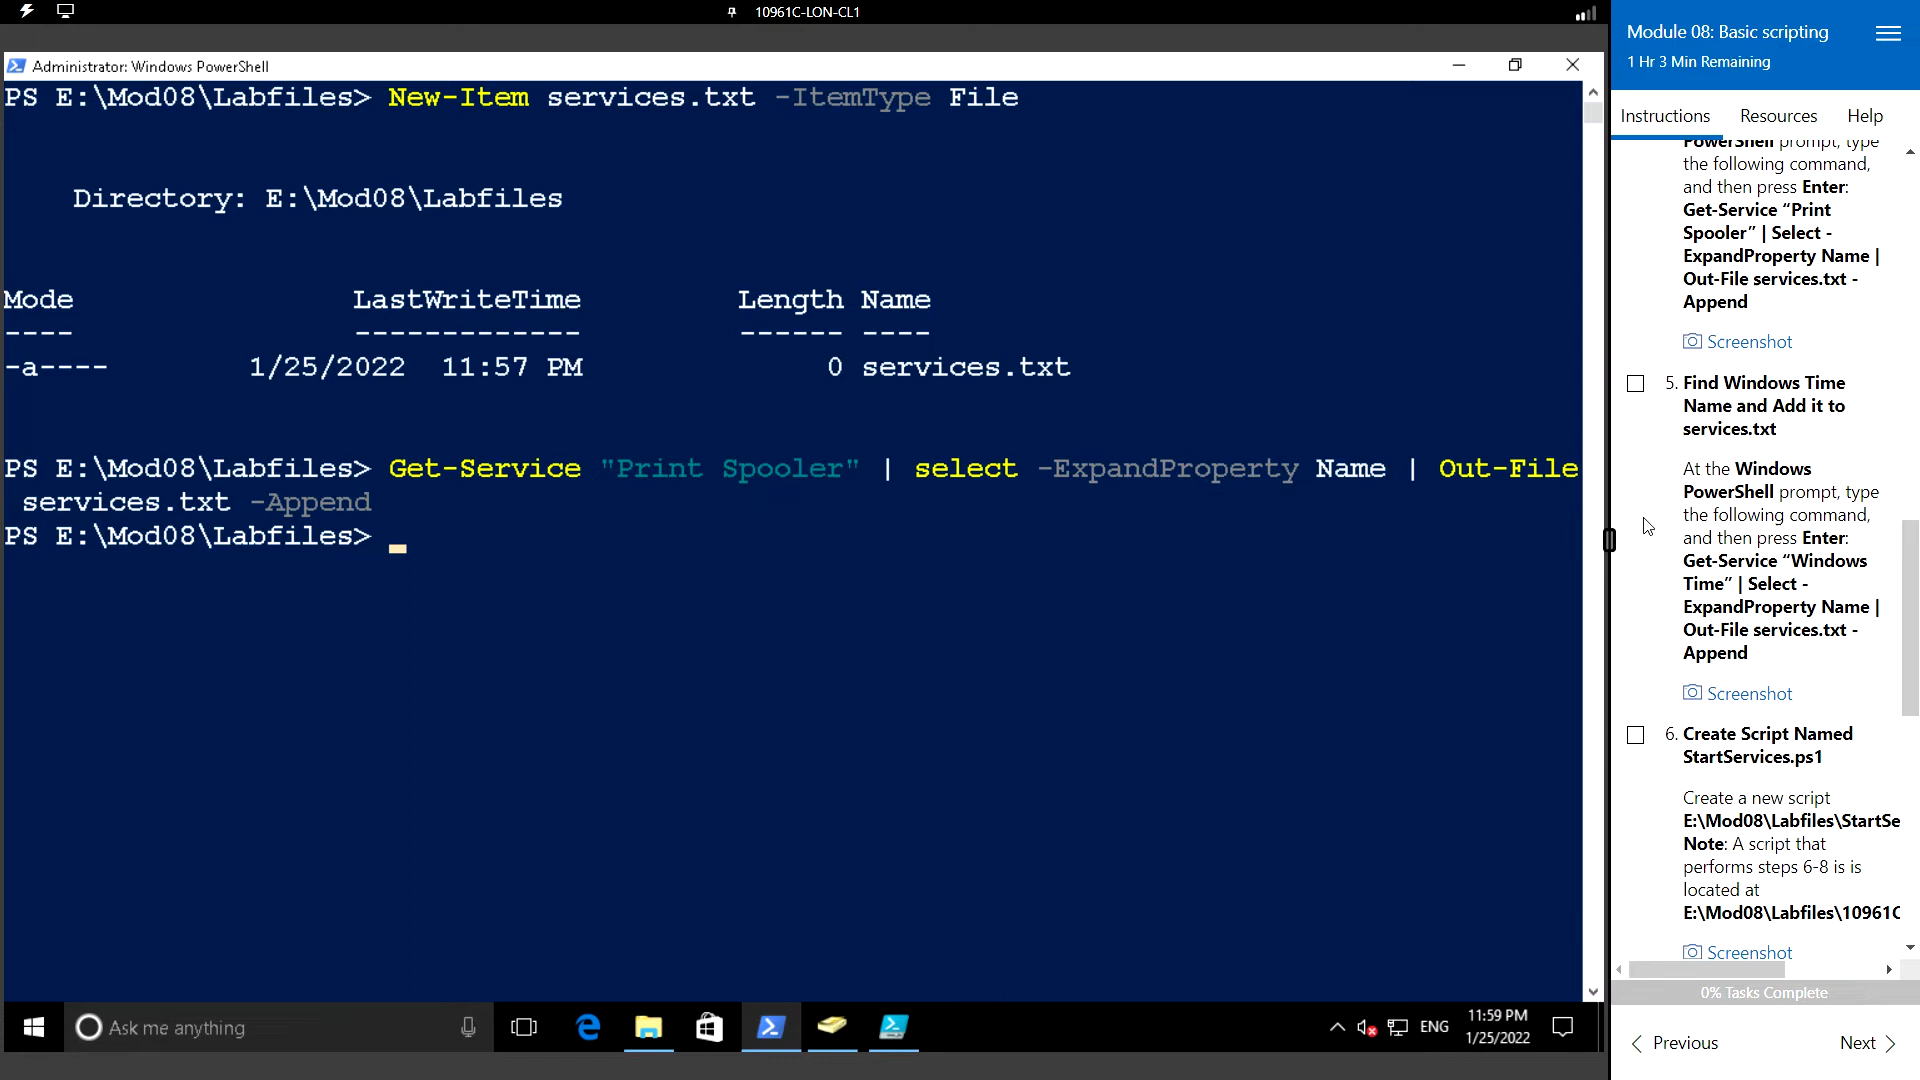 10961C-LON-CL1
Administrator: Windows PowerShell
PS E:\Mod08\Labfiles> New-Item services.txt -ItemType File
Directory: E:\Mod08\Labfiles
Mode LastWriteTime Length Name
---- ------------- ------ ----
-a---- 1/25/2022 11:57 PM 0 services.txt
PS E:\Mod08\Labfiles> Get-Service "Print Spooler" | select -ExpandProperty Name | Out-File
services.txt -Append
PS E:\Mod08\Labfiles>
Ask me anything
ENG
11:59 PM
1/25/2022
Module 08: Basic scripting
1 Hr 3 Min Remaining
Instructions Resources Help
PowerShell prompt, type
the following command,
and then press Enter:
Get-Service “Print
Spooler” | Select -
ExpandProperty Name |
Out-File services.txt -
Append
Screenshot
5. Find Windows Time
Name and Add it to
services.txt
At the Windows
PowerShell prompt, type
the following command,
and then press Enter:
Get-Service “Windows
Time” | Select -
ExpandProperty Name |
Out-File services.txt -
Append
Screenshot
6. Create Script Named
StartServices.ps1
Create a new script
E:\Mod08\Labfiles\StartSe
Note: A script that
performs steps 6-8 is is
located at
E:\Mod08\Labfiles\10961C
Screenshot
0% Tasks Complete
Previous Next